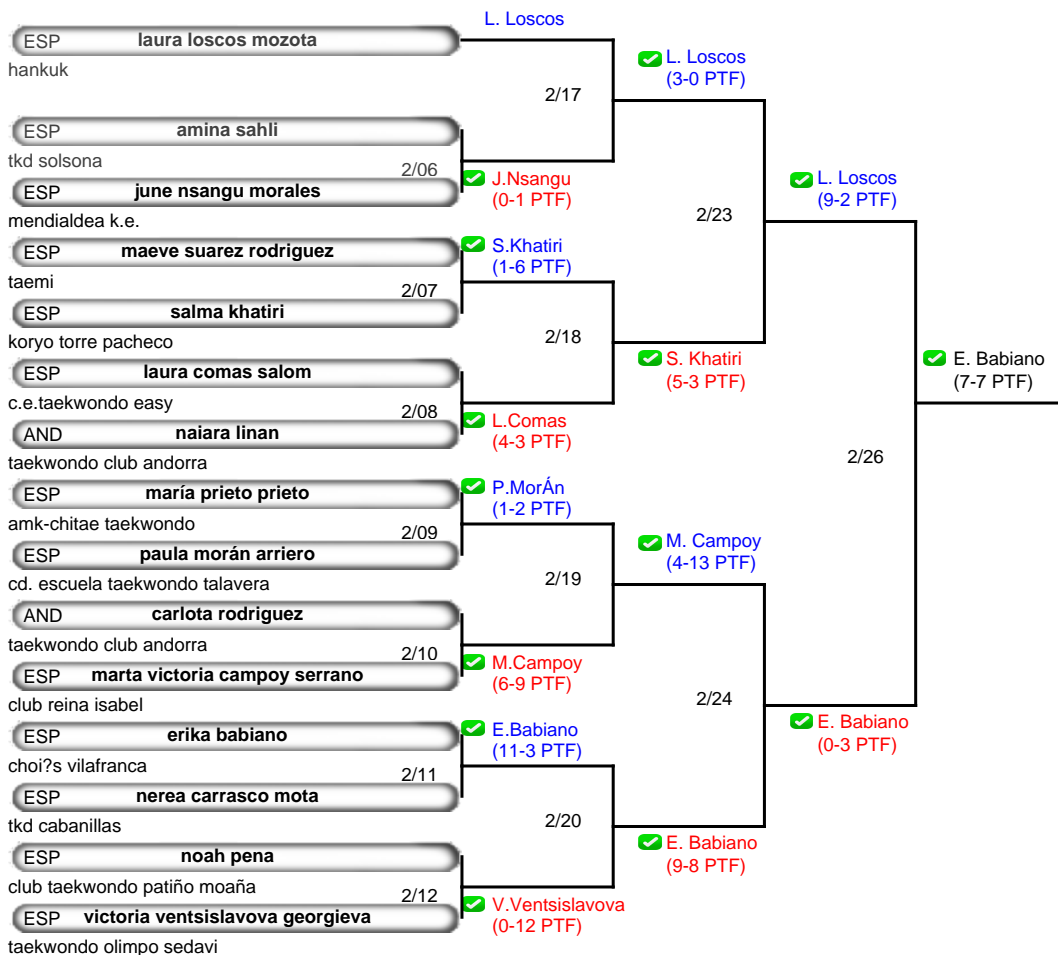 L. Loscos
ESP laura loscos mozota
hankuk
L. Loscos
(3-0 PTF)
2/17
ESP amina sahli
tkd solsona
2/06
ESP june nsangu morales
mendialdea k.e.
J.Nsangu
(0-1 PTF)
L. Loscos
(9-2 PTF)
2/23
ESP maeve suarez rodriguez
taemi
S.Khatiri
(1-6 PTF)
2/07
ESP salma khatiri
koryo torre pacheco
2/18
ESP laura comas salom
c.e.taekwondo easy
S. Khatiri
(5-3 PTF)
E. Babiano
(7-7 PTF)
2/08
AND naiara linan
taekwondo club andorra
L.Comas
(4-3 PTF)
2/26
ESP maría prieto prieto
amk-chitae taekwondo
P.MorÁn
(1-2 PTF)
2/09
ESP paula morán arriero
cd. escuela taekwondo talavera
M. Campoy
(4-13 PTF)
2/19
AND carlota rodriguez
taekwondo club andorra
2/10
ESP marta victoria campoy serrano
club reina isabel
M.Campoy
(6-9 PTF)
2/24
ESP erika babiano
choi?s vilafranca
E.Babiano
(11-3 PTF)
E. Babiano
(0-3 PTF)
2/11
ESP nerea carrasco mota
tkd cabanillas
2/20
ESP noah pena
club taekwondo patiño moaña
E. Babiano
(9-8 PTF)
2/12
ESP victoria ventsislavova georgieva
taekwondo olimpo sedavi
V.Ventsislavova
(0-12 PTF)